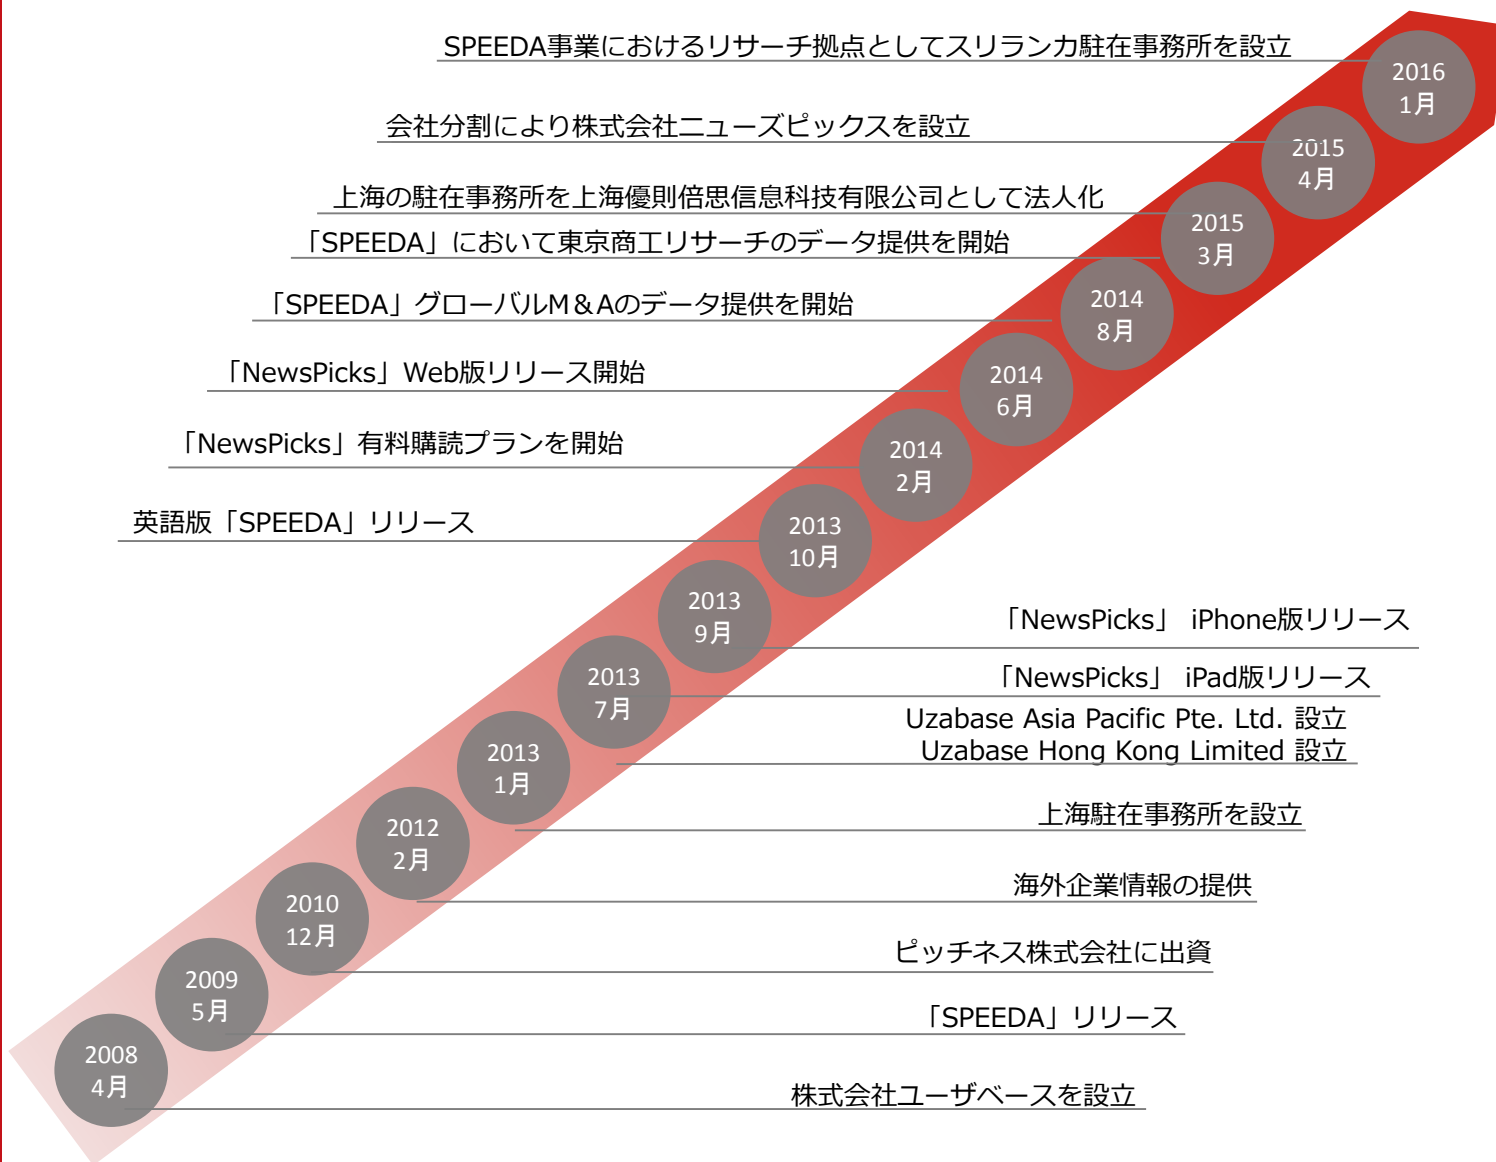 SPEEDA事業におけるリサーチ拠点としてスリランカ駐在事務所を設立
2016
1月
会社分割により株式会社ニューズピックスを設立
2015
4月
上海の駐在事務所を上海優則倍思信息科技有限公司として法人化
2015
3月
「SPEEDA」において東京商工リサーチのデータ提供を開始
2014
8月
「SPEEDA」グローバルM&Aのデータ提供を開始
2014
6月
「NewsPicks」Web版リリース開始
2014
2月
「NewsPicks」有料購読プランを開始
2013
10月
英語版「SPEEDA」リリース
2013
9月
「NewsPicks」 iPhone版リリース
2013
7月
「NewsPicks」 iPad版リリース
Uzabase Asia Pacific Pte. Ltd. 設立
Uzabase Hong Kong Limited 設立
2013
1月
上海駐在事務所を設立
2012
2月
海外企業情報の提供
2010
12月
ピッチネス株式会社に出資
2009
5月
「SPEEDA」リリース
2008
4月
株式会社ユーザベースを設立